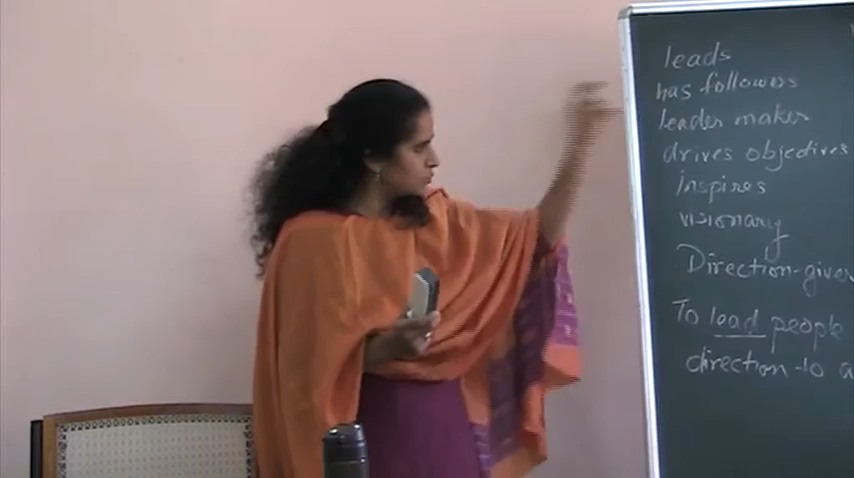 leads
has followers
leader maker
drives objectives
inspires
visionary
Direction-giver
To lead people
direction to a